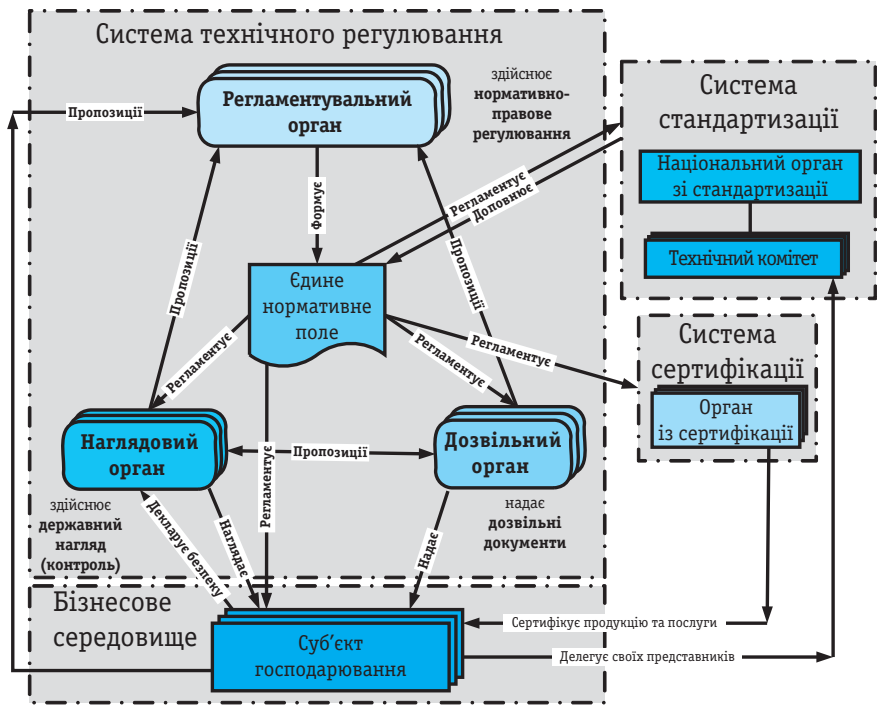 Система технічного регулювання
здійснює
нормативно-
правове
регулювання
Регламентувальний
орган
Пропозиції
Система
стандартизації
Національний орган
зі стандартизації
Технічний комітет
Формує
Регламентує
Доповнює
Пропозиції
Пропозиції
Єдине
нормативне
поле
Регламентує
Регламентує
Регламентує
Система
сертифікації
Орган
із сертифікації
Наглядовий
орган
Пропозиції
Дозвільний
орган
Регламентує
здійснює
державний
нагляд
(контроль)
Декларує безпеку
Наглядає
Надає
надає
дозвільні
документи
Бізнесове
середовище
Суб’єкт
господарювання
Сертифікує продукцію та послуги
Делегує своїх представників